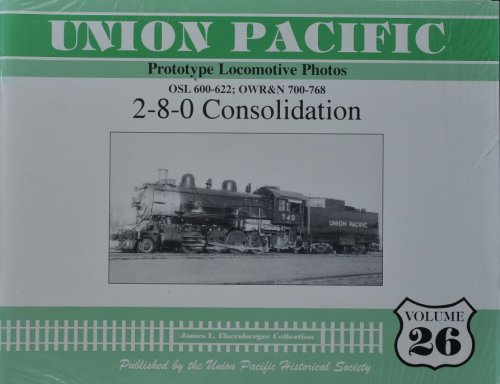 UNION PACIFIC
Prototype Locomotive Photos
OSL 600-622; OWR&N 700-768
2-8-0 Consolidation
740
UNION PACIFIC
James L. Ehernberger Collection
VOLUME
26
Published by the Union Pacific Historical Society